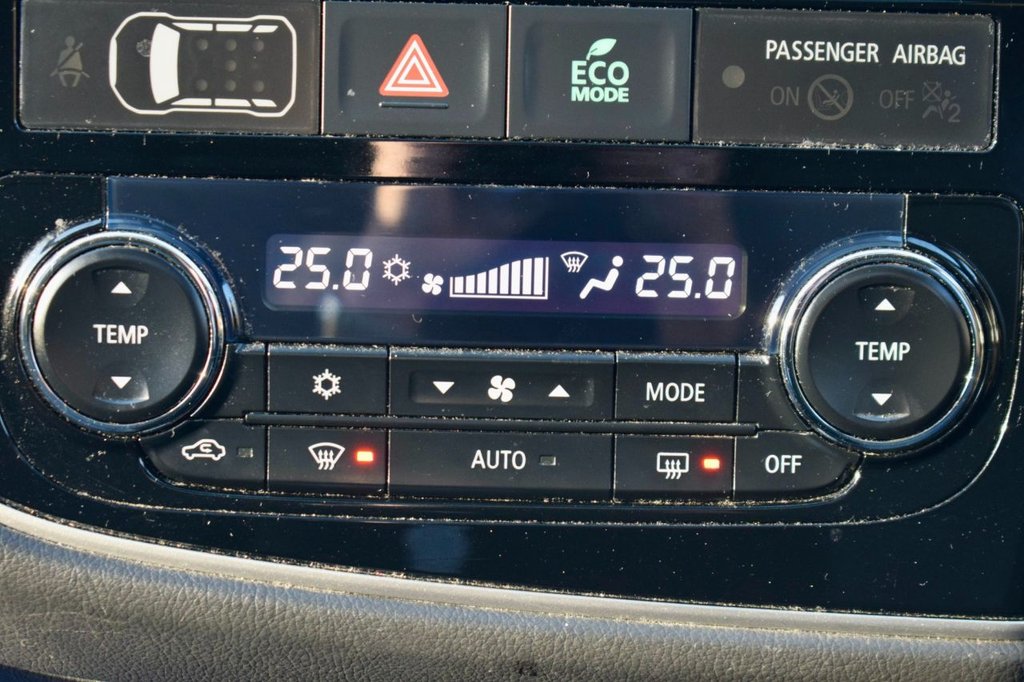 ECO
MODE
PASSENGER AIRBAG
ON OFF 2
25.0 25.0
TEMP
TEMP
MODE
AUTO
OFF